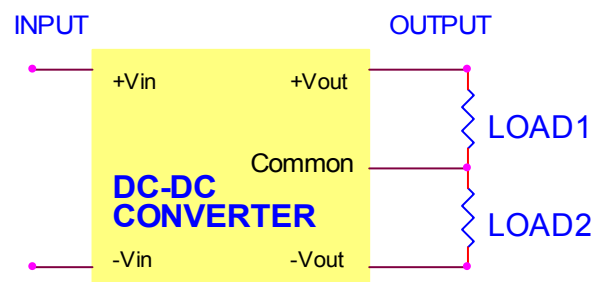 INPUT OUTPUT
+Vin +Vout
LOAD1
Common
DC-DC
CONVERTER
LOAD2
-Vin -Vout